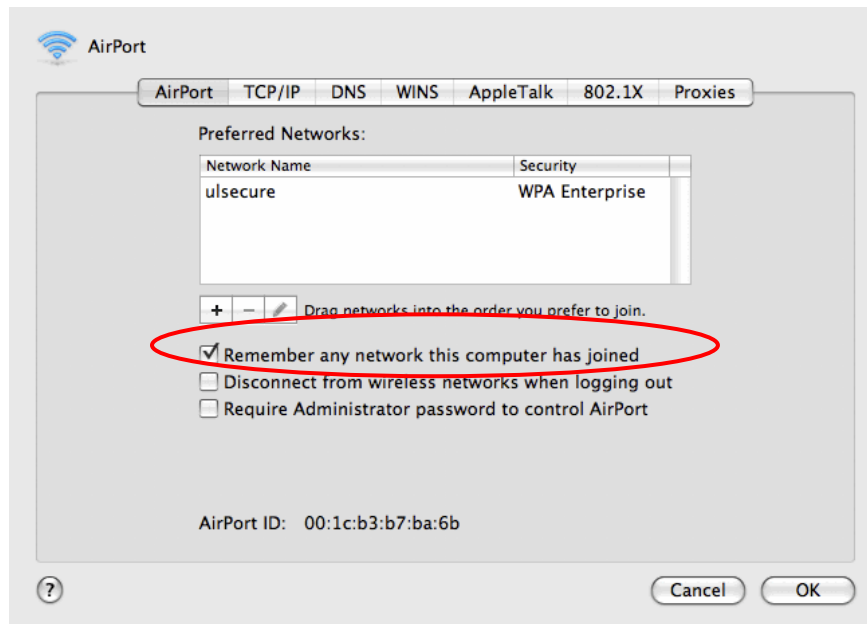 AirPort
AirPort TCP/IP DNS WINS AppleTalk 802.1X Proxies
Preferred Networks:
Network Name Security
ulsecure WPA Enterprise
+ −
Drag networks into the order you prefer to join.
Remember any network this computer has joined
Disconnect from wireless networks when logging out
Require Administrator password to control AirPort
AirPort ID: 00:1c:b3:b7:ba:6b
? Cancel OK